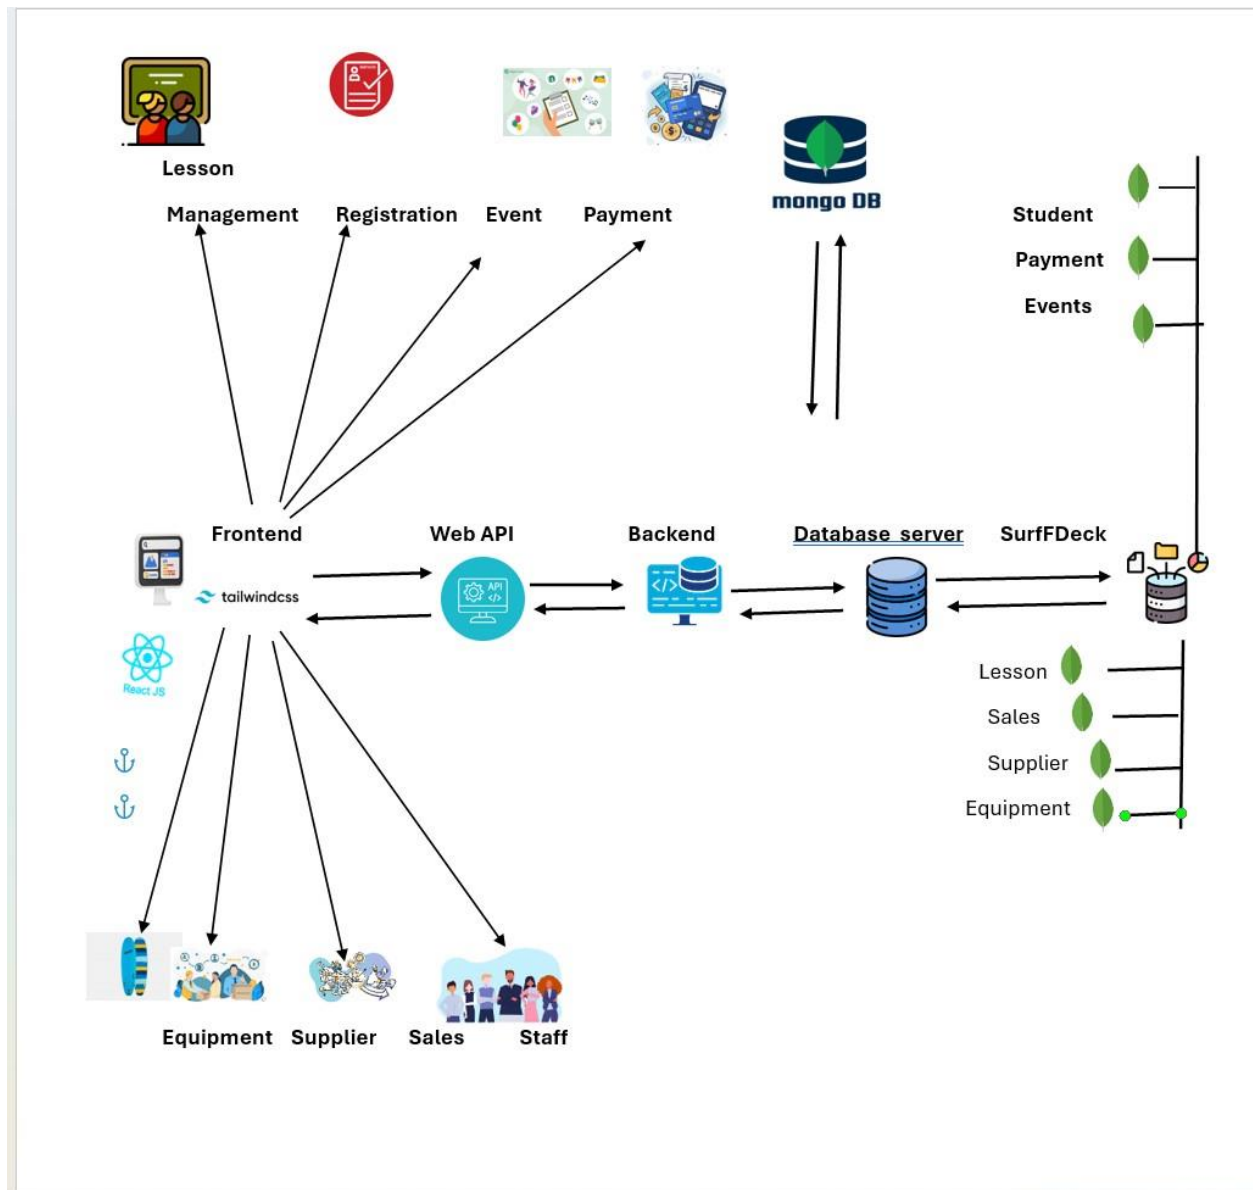 Lesson
Management Registration Event Payment
mongo DB
Student
Payment
Events
Frontend Web API Backend Database server SurfFDeck
tailwindcss
API
React JS
Lesson
Sales
Supplier
Equipment
Equipment Supplier Sales Staff